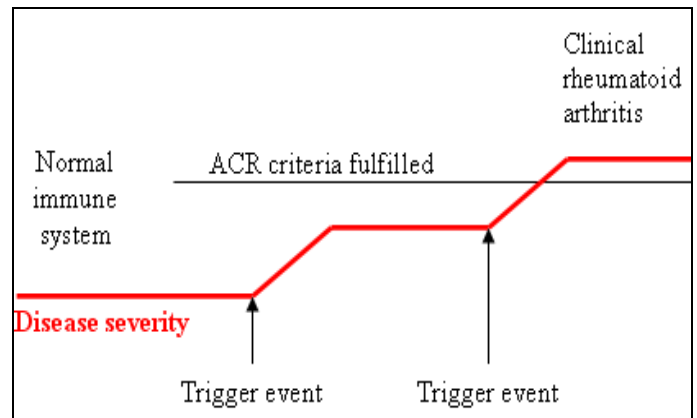 Clinical
rheumatoid
arthritis
Normal
immune
system
ACR criteria fulfilled
Disease severity
Trigger event
Trigger event